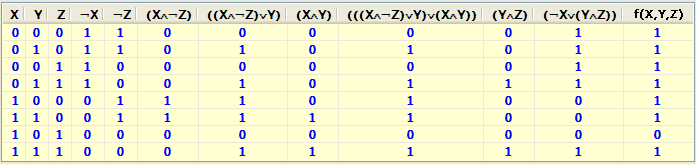 X Y Z ¬X ¬Z (X∧¬Z) ((X∧¬Z)∨Y) (X∧Y) (((X∧¬Z)∨Y)∨(X∧Y)) (Y∧Z) (¬X∨(Y∧Z)) f(X,Y,Z)
0 0 0 1 1 0 0 0 0 0 1 1
0 1 0 1 1 0 1 0 1 0 1 1
0 0 1 1 0 0 0 0 0 0 1 1
0 1 1 1 0 0 1 0 1 1 1 1
1 0 0 0 1 1 1 0 1 0 0 1
1 1 0 0 1 1 1 1 1 0 0 1
1 0 1 0 0 0 0 0 0 0 0 0
1 1 1 0 0 0 1 1 1 1 1 1